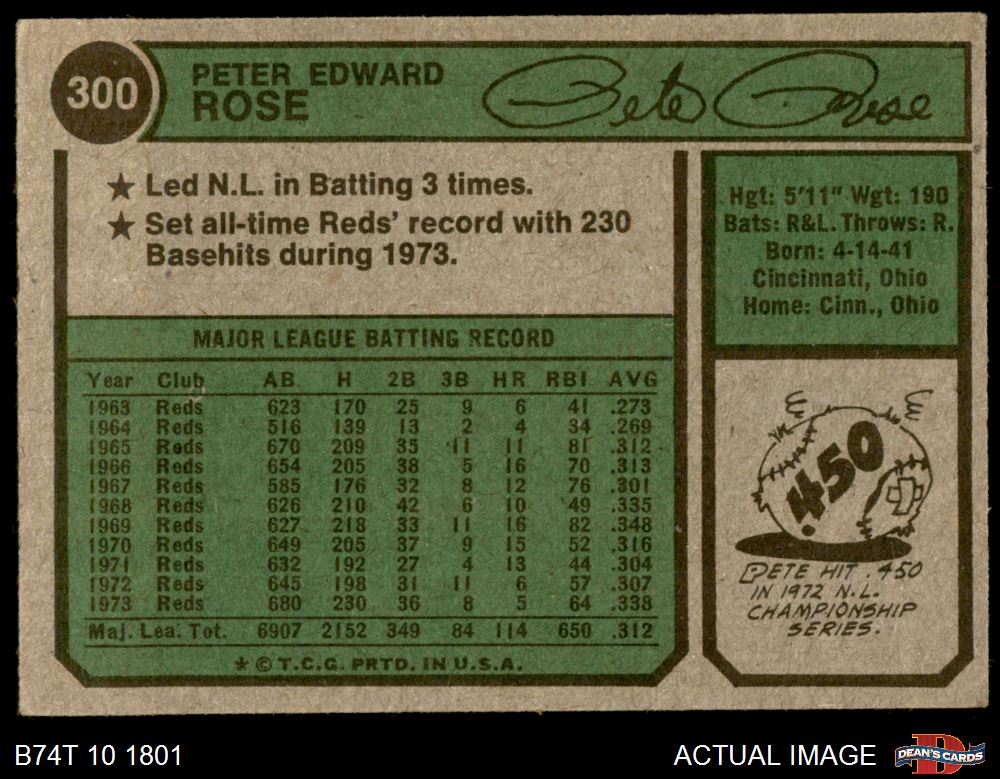 300
PETER EDWARD
ROSE
Pete Rose
★ Led N.L. in Batting 3 times.
★ Set all-time Reds' record with 230
Basehits during 1973.
Hgt: 5'11" Wgt: 190
Bats: R&L. Throws: R.
Born: 4-14-41
Cincinnati, Ohio
Home: Cinn., Ohio
MAJOR LEAGUE BATTING RECORD
Year Club AB H 2B 3B HR RBI AVG
1963 Reds 623 170 25 9 6 41 .273
1964 Reds 516 139 13 2 4 34 .269
1965 Reds 670 209 35 11 11 81 .312
1966 Reds 654 205 38 5 16 70 .313
1967 Reds 585 176 32 8 12 76 .301
1968 Reds 626 210 42 6 10 49 .335
1969 Reds 627 218 33 11 16 82 .348
1970 Reds 649 205 37 9 15 52 .316
1971 Reds 632 192 27 4 13 44 .304
1972 Reds 645 198 31 11 6 57 .307
1973 Reds 680 230 36 8 5 64 .338
Maj. Lea. Tot. 6907 2152 349 84 114 650 .312
* © T.C.G. PRTD. IN U.S.A.
.450
PETE HIT .450
IN 1972 N.L.
CHAMPIONSHIP
SERIES.
B74T 10 1801
ACTUAL IMAGE
DEAN'S CARDS